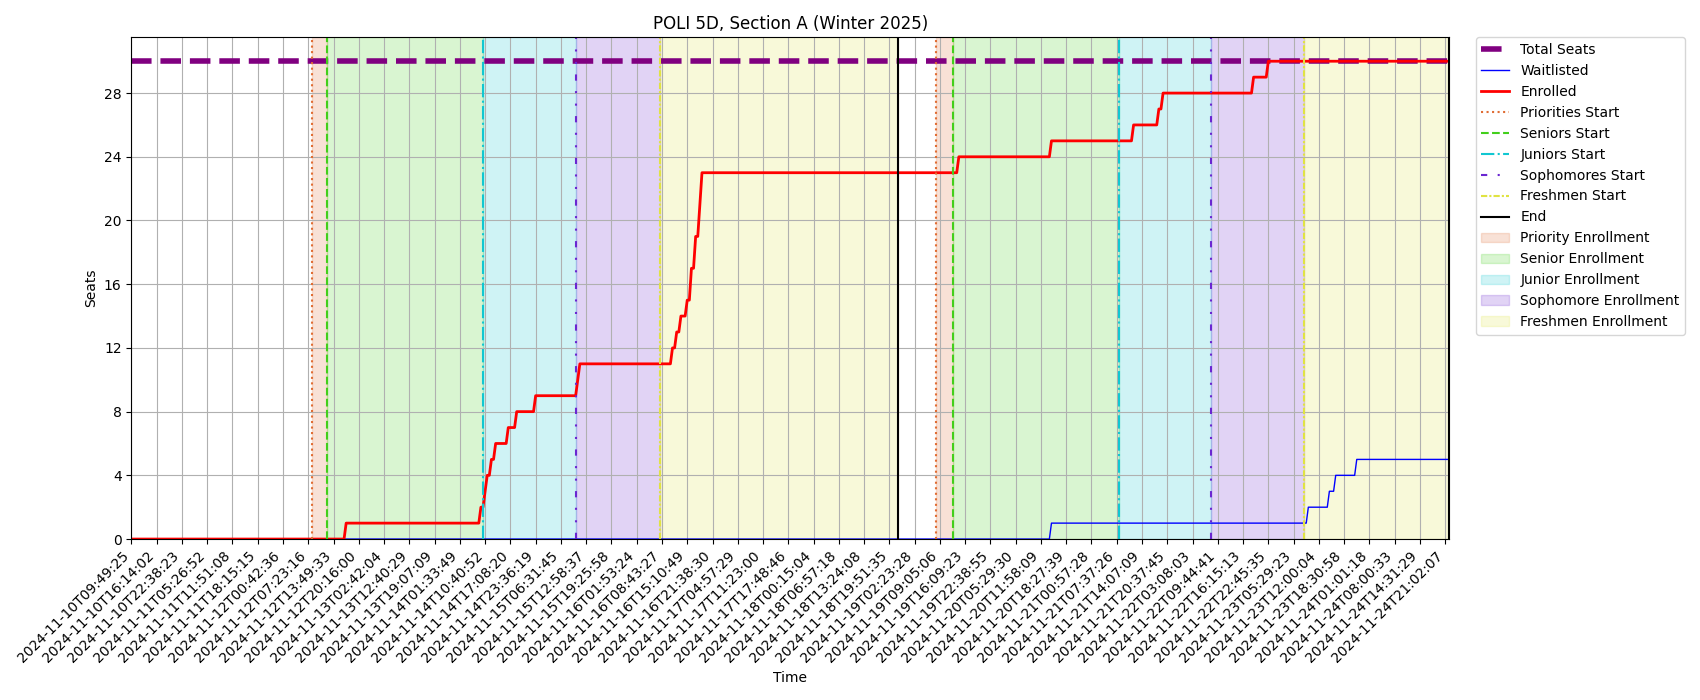 POLI 5D, Section A (Winter 2025)
Seats
28
24
20
16
12
8
4
0
2024-11-10T09:49:25
2024-11-10T16:14:02
2024-11-10T22:38:23
2024-11-11T05:26:52
2024-11-11T11:51:08
2024-11-11T18:15:15
2024-11-12T00:42:36
2024-11-12T07:23:16
2024-11-12T13:49:33
2024-11-12T20:16:00
2024-11-13T02:42:04
2024-11-13T12:40:29
2024-11-13T19:07:09
2024-11-14T01:33:49
2024-11-14T10:40:52
2024-11-14T17:08:20
2024-11-14T23:36:19
2024-11-15T06:31:45
2024-11-15T12:58:37
2024-11-15T19:25:58
2024-11-16T01:53:24
2024-11-16T08:43:27
2024-11-16T15:10:49
2024-11-16T21:38:30
2024-11-17T04:57:29
2024-11-17T11:23:00
2024-11-17T17:48:46
2024-11-18T00:15:04
2024-11-18T06:57:18
2024-11-18T13:24:08
2024-11-18T19:51:35
2024-11-19T02:23:28
2024-11-19T09:05:06
2024-11-19T16:09:23
2024-11-19T22:38:55
2024-11-20T05:29:30
2024-11-20T11:58:09
2024-11-20T18:27:39
2024-11-21T00:57:28
2024-11-21T07:37:26
2024-11-21T14:07:09
2024-11-21T20:37:45
2024-11-22T03:08:03
2024-11-22T09:44:41
2024-11-22T16:15:13
2024-11-22T22:45:35
2024-11-23T05:29:23
2024-11-23T12:00:04
2024-11-23T18:30:58
2024-11-24T01:01:18
2024-11-24T08:00:33
2024-11-24T14:31:29
2024-11-24T21:02:07
Time
Total Seats
Waitlisted
Enrolled
Priorities Start
Seniors Start
Juniors Start
Sophomores Start
Freshmen Start
End
Priority Enrollment
Senior Enrollment
Junior Enrollment
Sophomore Enrollment
Freshmen Enrollment